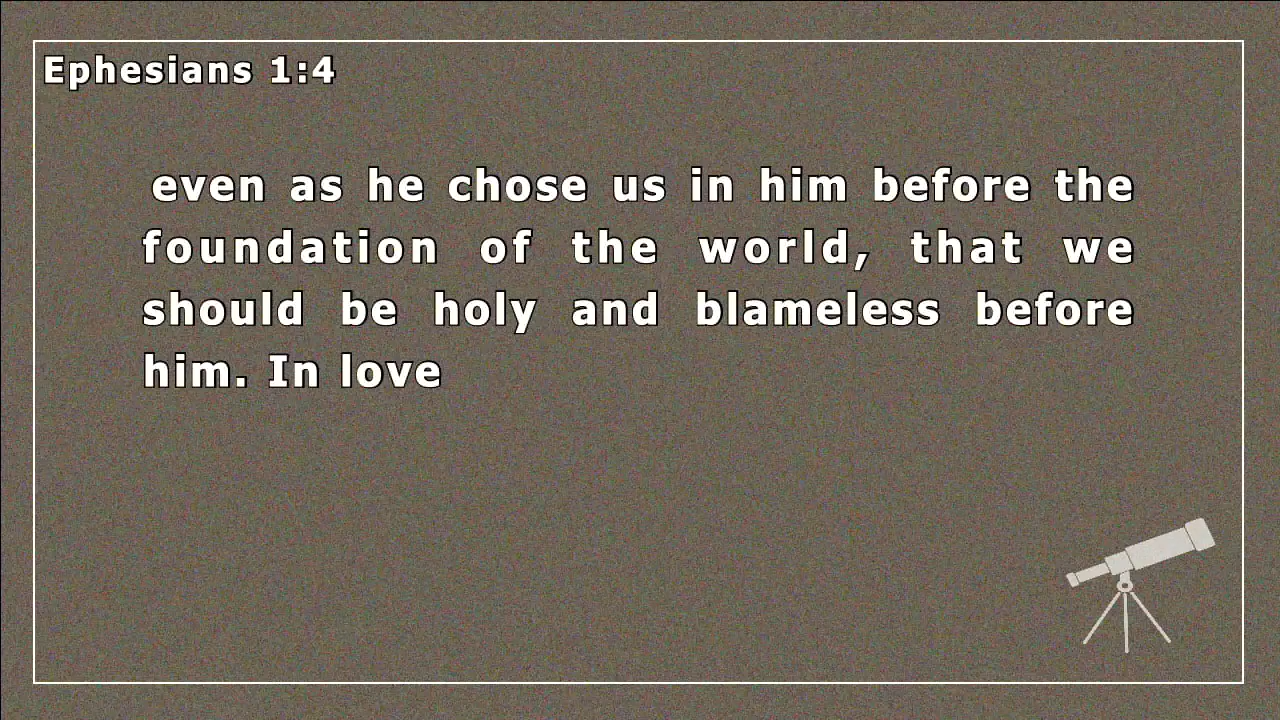 Ephesians 1:4
even as he chose us in him before the
foundation of the world, that we
should be holy and blameless before
him. In love